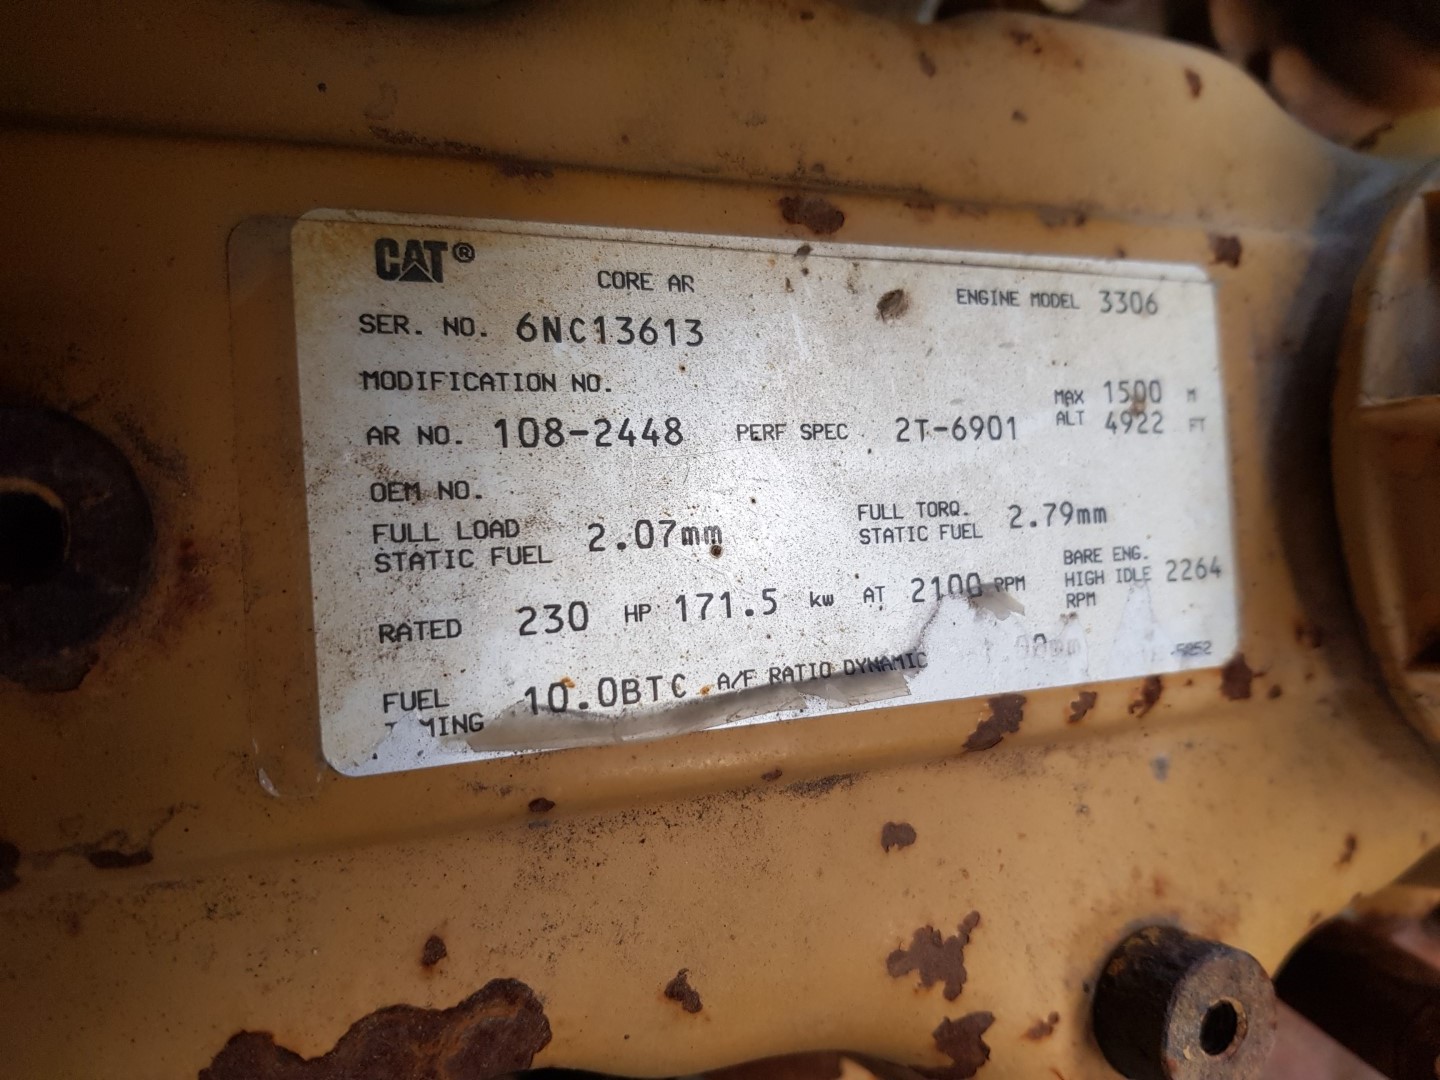 CAT®
CORE AR
ENGINE MODEL 3306
SER. NO. 6NC13613
MODIFICATION NO.
MAX ALT 1500 M 4922 FT
AR NO. 108-2448 PERF SPEC 2T-6901
OEM NO.
FULL LOAD STATIC FUEL 2.07mm
FULL TORQ. STATIC FUEL 2.79mm
RATED 230 HP 171.5 kw AT 2100 RPM
BARE ENG. HIGH IDLE RPM 2264
FUEL TIMING 10.0BTC A/F RATIO DYNAMIC